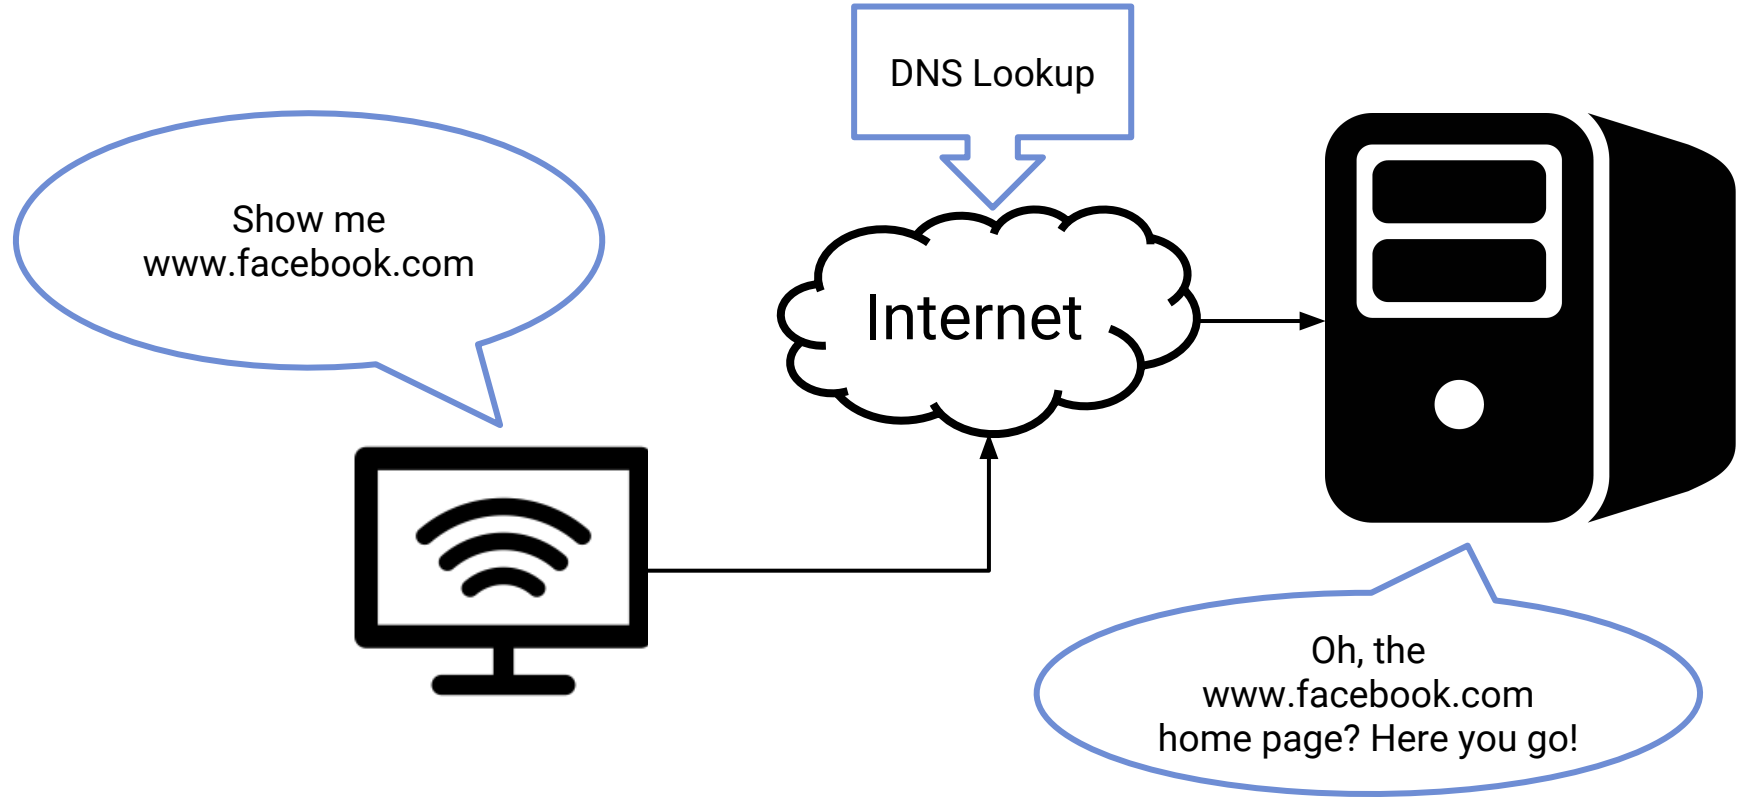 DNS Lookup
Show me
www.facebook.com
Internet
Oh, the
www.facebook.com
home page? Here you go!